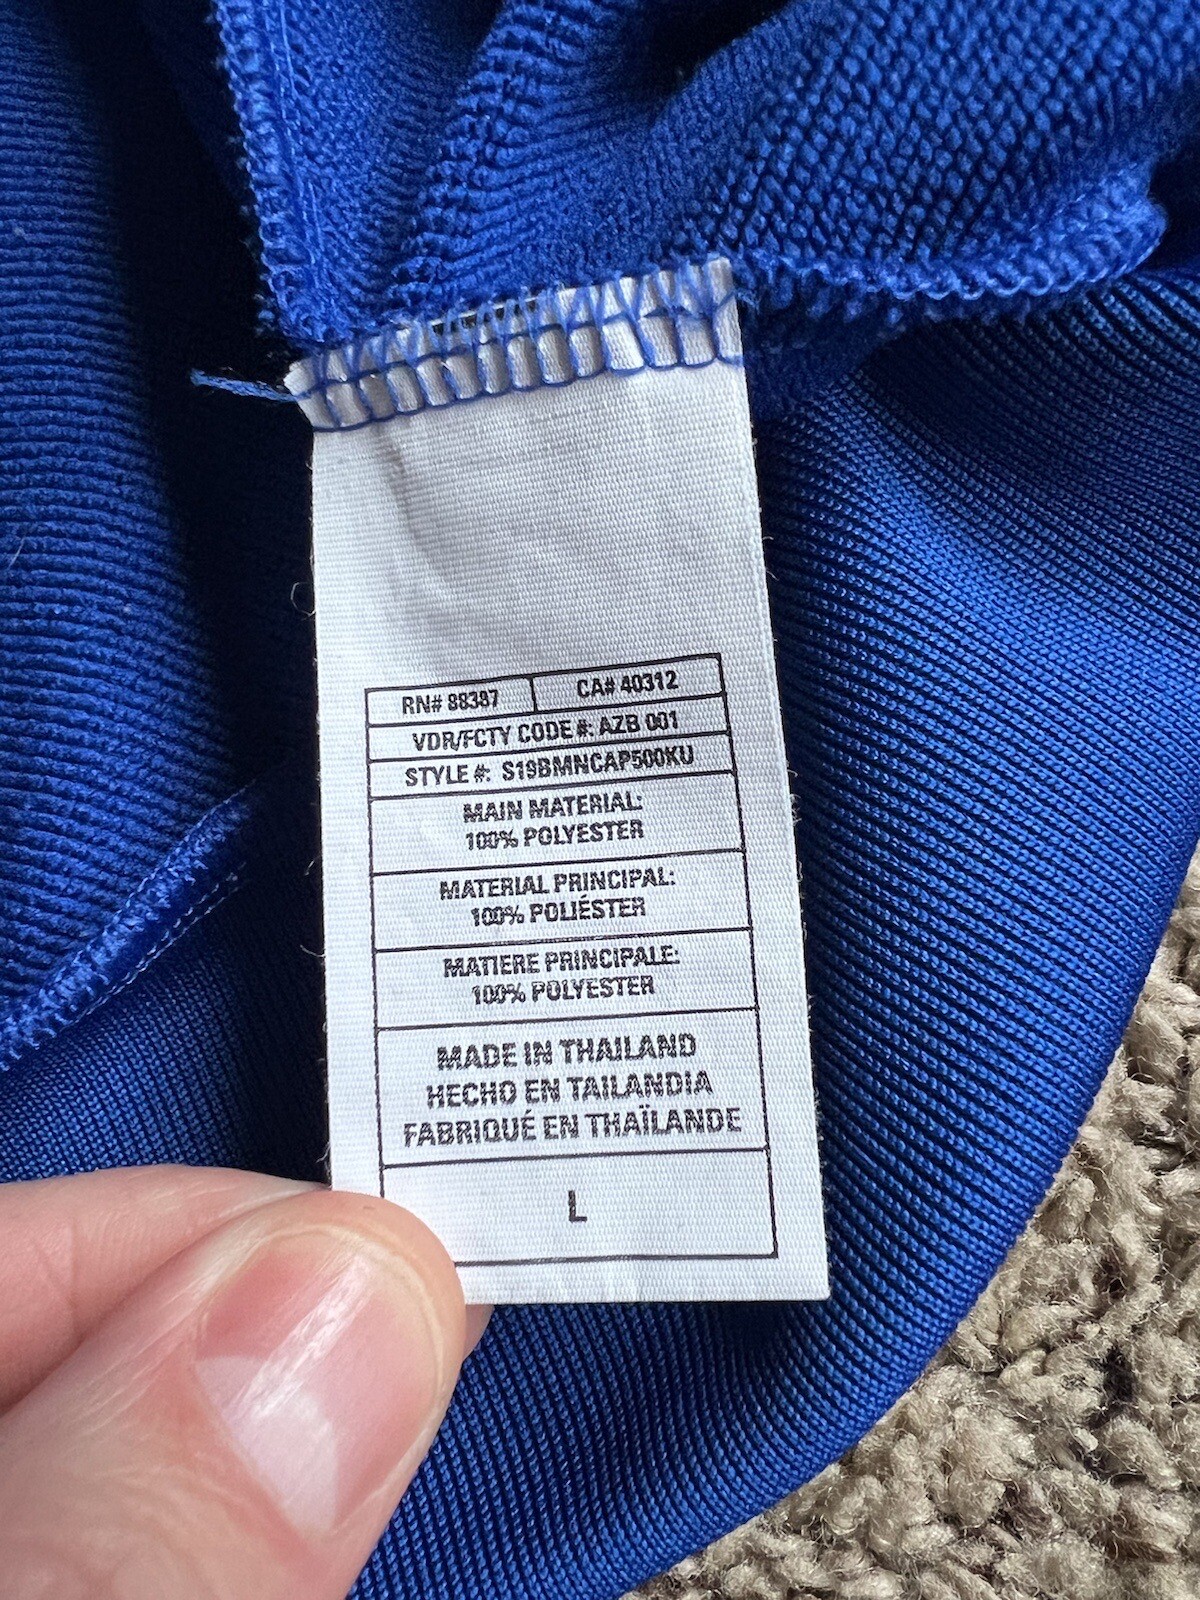 RN# 88387 CA# 40312
VDR/FCTY CODE #: AZB 001
STYLE #: S19BMNCAP500KU
MAIN MATERIAL:
100% POLYESTER
MATERIAL PRINCIPAL:
100% POLIÉSTER
MATIERE PRINCIPALE:
100% POLYESTER
MADE IN THAILAND
HECHO EN TAILANDIA
FABRIQUÉ EN THAÏLANDE
L